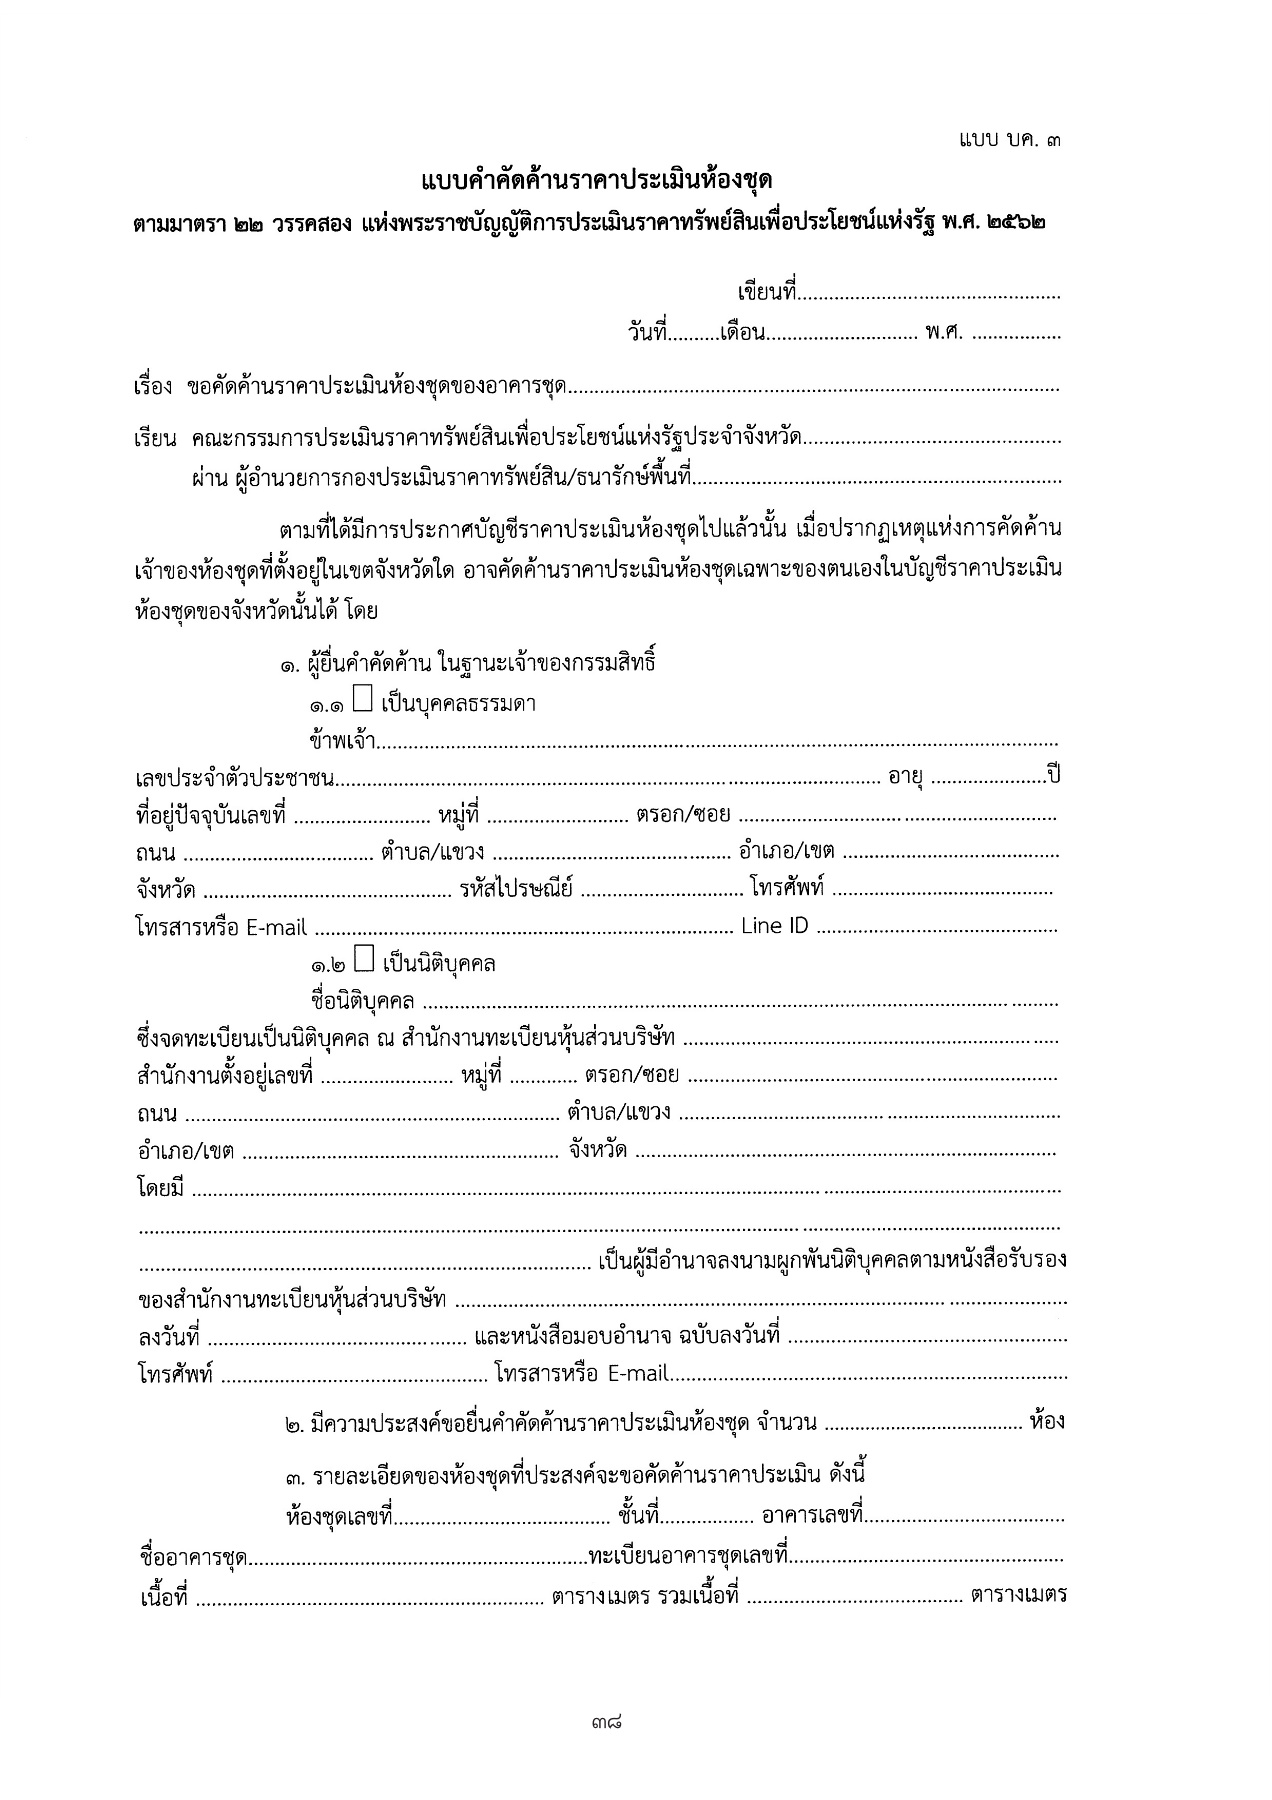 แบบ บค. ๓
แบบคำคัดค้านราคาประเมินห้องชุด
ตามมาตรา ๒๒ วรรคสอง แห่งพระราชบัญญัติการประเมินราคาทรัพย์สินเพื่อประโยชน์แห่งรัฐ พ.ศ. ๒๕๖๒
เขียนที่..................................................
วันที่..........เดือน............................. พ.ศ. .................
เรื่อง ขอคัดค้านราคาประเมินห้องชุดของอาคารชุด..............................................................................................
เรียน คณะกรรมการประเมินราคาทรัพย์สินเพื่อประโยชน์แห่งรัฐประจำจังหวัด.................................................
ผ่าน ผู้อำนวยการกองประเมินราคาทรัพย์สิน/ธนารักษ์พื้นที่......................................................................
ตามที่ได้มีการประกาศบัญชีราคาประเมินห้องชุดไปแล้วนั้น เมื่อปรากฏเหตุแห่งการคัดค้าน
เจ้าของห้องชุดที่ตั้งอยู่ในเขตจังหวัดใด อาจคัดค้านราคาประเมินห้องชุดเฉพาะของตนเองในบัญชีราคาประเมิน
ห้องชุดของจังหวัดนั้นได้ โดย
๑. ผู้ยื่นคำคัดค้าน ในฐานะเจ้าของกรรมสิทธิ์
๑.๑ ☐ เป็นบุคคลธรรมดา
ข้าพเจ้า..................................................................................................................................
เลขประจำตัวประชาชน........................................................................................................ อายุ ......................ปี
ที่อยู่ปัจจุบันเลขที่ .......................... หมู่ที่ ........................... ตรอก/ซอย ............................................................
ถนน .................................... ตำบล/แขวง ............................................. อำเภอ/เขต .........................................
จังหวัด ............................................... รหัสไปรษณีย์ ............................... โทรศัพท์ ..........................................
โทรสารหรือ E-mail ................................................................................ Line ID ..............................................
๑.๒ ☐ เป็นนิติบุคคล
ชื่อนิติบุคคล .........................................................................................................................
ซึ่งจดทะเบียนเป็นนิติบุคคล ณ สำนักงานทะเบียนหุ้นส่วนบริษัท ........................................................................
สำนักงานตั้งอยู่เลขที่ ......................... หมู่ที่ ............. ตรอก/ซอย ......................................................................
ถนน ....................................................................... ตำบล/แขวง .........................................................................
อำเภอ/เขต ............................................................ จังหวัด ................................................................................
โดยมี ......................................................................................................................................................................
................................................................................................................................................................................
...................................................................................... เป็นผู้มีอำนาจลงนามผูกพันนิติบุคคลตามหนังสือรับรอง
ของสำนักงานทะเบียนหุ้นส่วนบริษัท .....................................................................................................................
ลงวันที่ ................................................. และหนังสือมอบอำนาจ ฉบับลงวันที่ .....................................................
โทรศัพท์ ................................................... โทรสารหรือ E-mail............................................................................
๒. มีความประสงค์ขอยื่นคำคัดค้านราคาประเมินห้องชุด จำนวน ...................................... ห้อง
๓. รายละเอียดของห้องชุดที่ประสงค์จะขอคัดค้านราคาประเมิน ดังนี้
ห้องชุดเลขที่......................................... ชั้นที่.................. อาคารเลขที่......................................
ชื่ออาคารชุด................................................................ทะเบียนอาคารชุดเลขที่....................................................
เนื้อที่ .................................................................. ตารางเมตร รวมเนื้อที่ ......................................... ตารางเมตร
๓๘